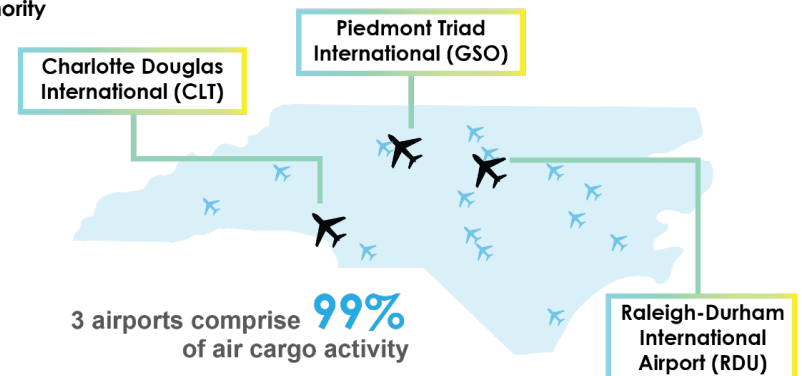 Charlotte Douglas
International (CLT)
Piedmont Triad
International (GSO)
3 airports comprise 99%
of air cargo activity
Raleigh-Durham
International
Airport (RDU)